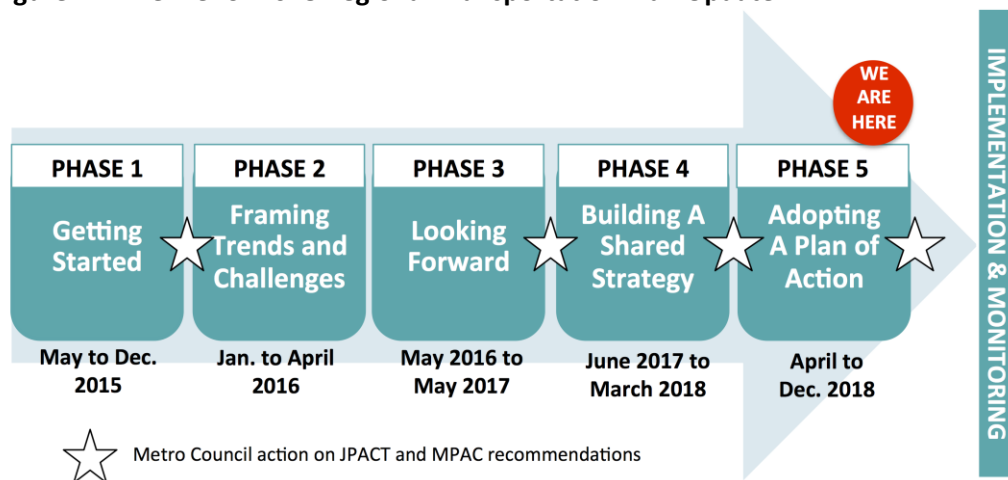 WE
ARE
HERE
PHASE 1
PHASE 2
PHASE 3
PHASE 4
PHASE 5
Getting
Started
Framing
Trends and
Challenges
Looking
Forward
Building A
Shared
Strategy
Adopting
A Plan of
Action
May to Dec.
2015
Jan. to April
2016
May 2016 to
May 2017
June 2017 to
March 2018
April to
Dec. 2018
IMPLEMENTATION & MONITORING
Metro Council action on JPACT and MPAC recommendations